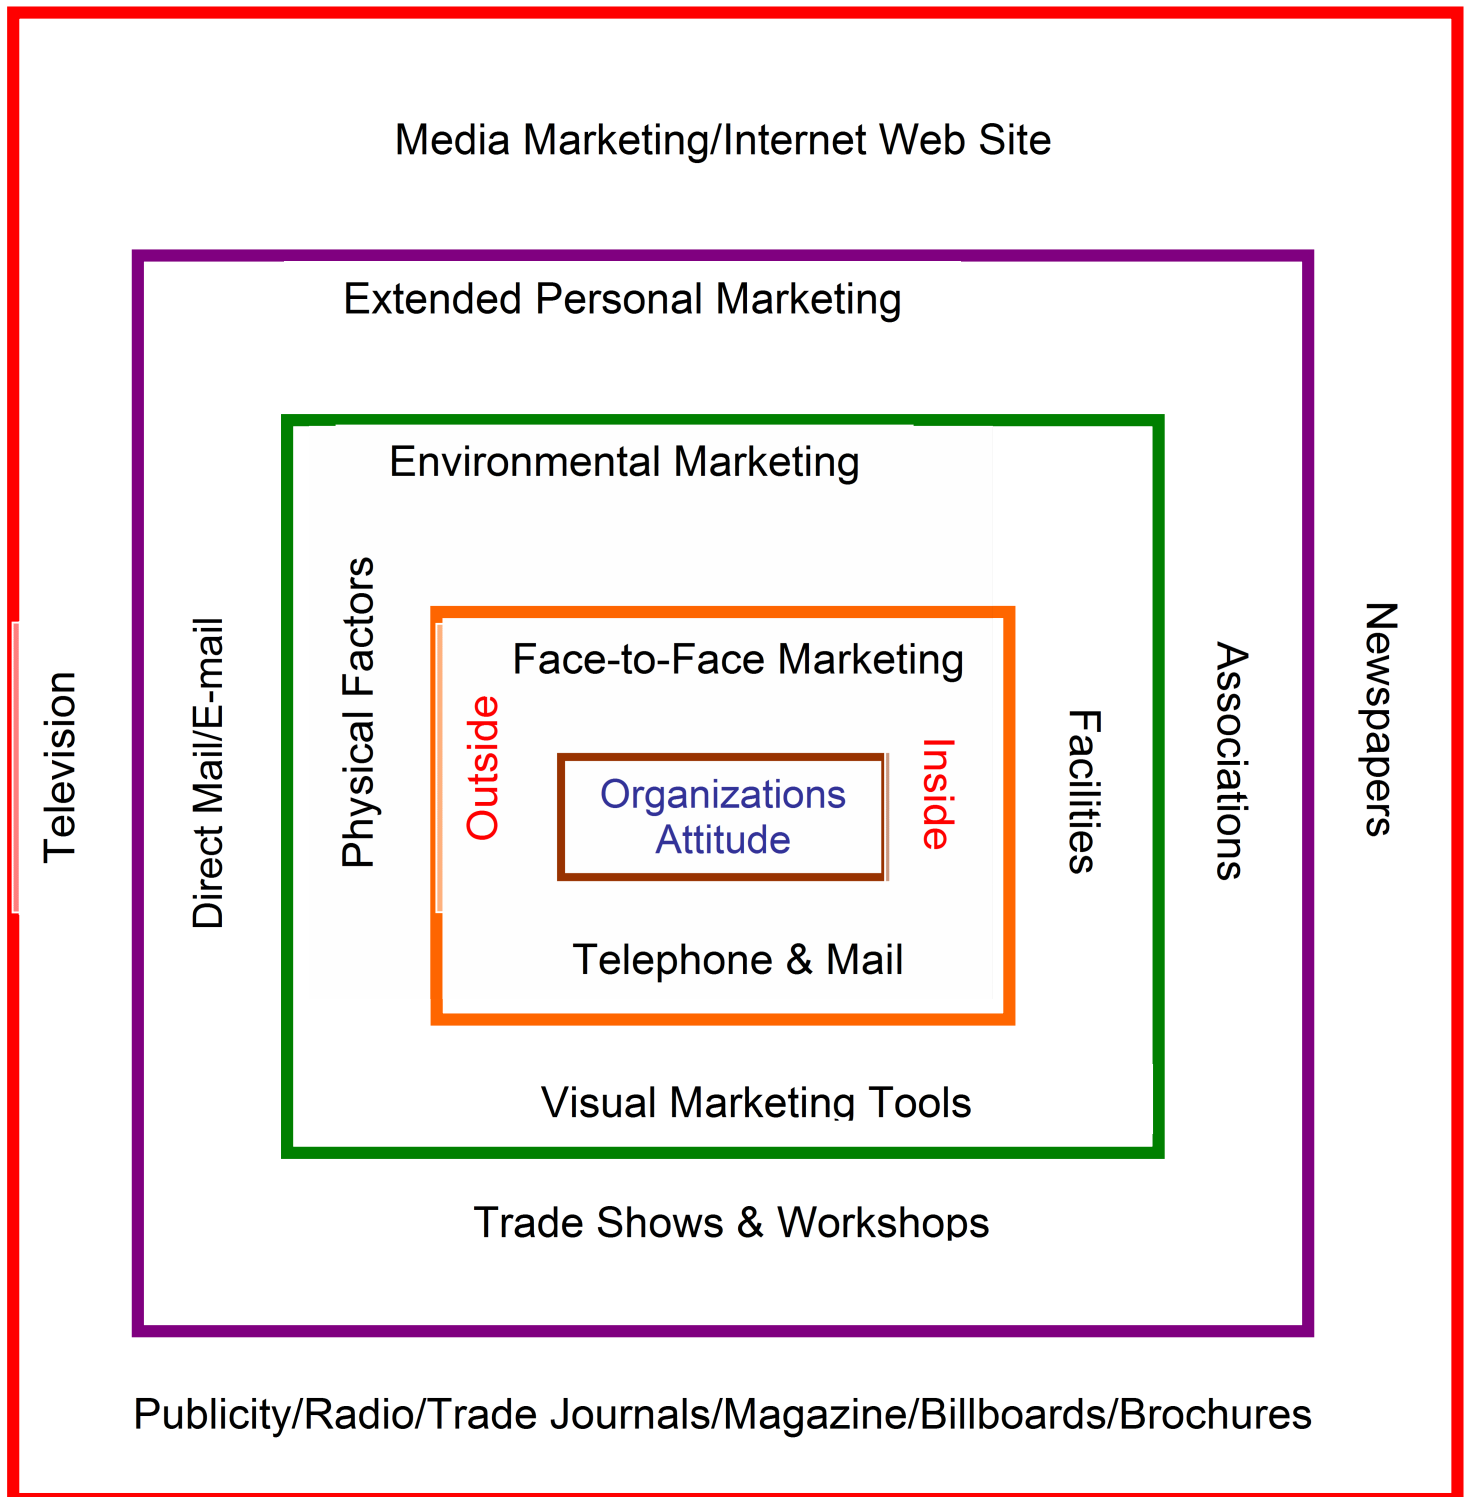 Media Marketing/Internet Web Site
Extended Personal Marketing
Environmental Marketing
Face-to-Face Marketing
Television
Direct Mail/E-mail
Physical Factors
Outside
Organizations
Attitude
Inside
Facilities
Associations
Newspapers
Telephone & Mail
Visual Marketing Tools
Trade Shows & Workshops
Publicity/Radio/Trade Journals/Magazine/Billboards/Brochures